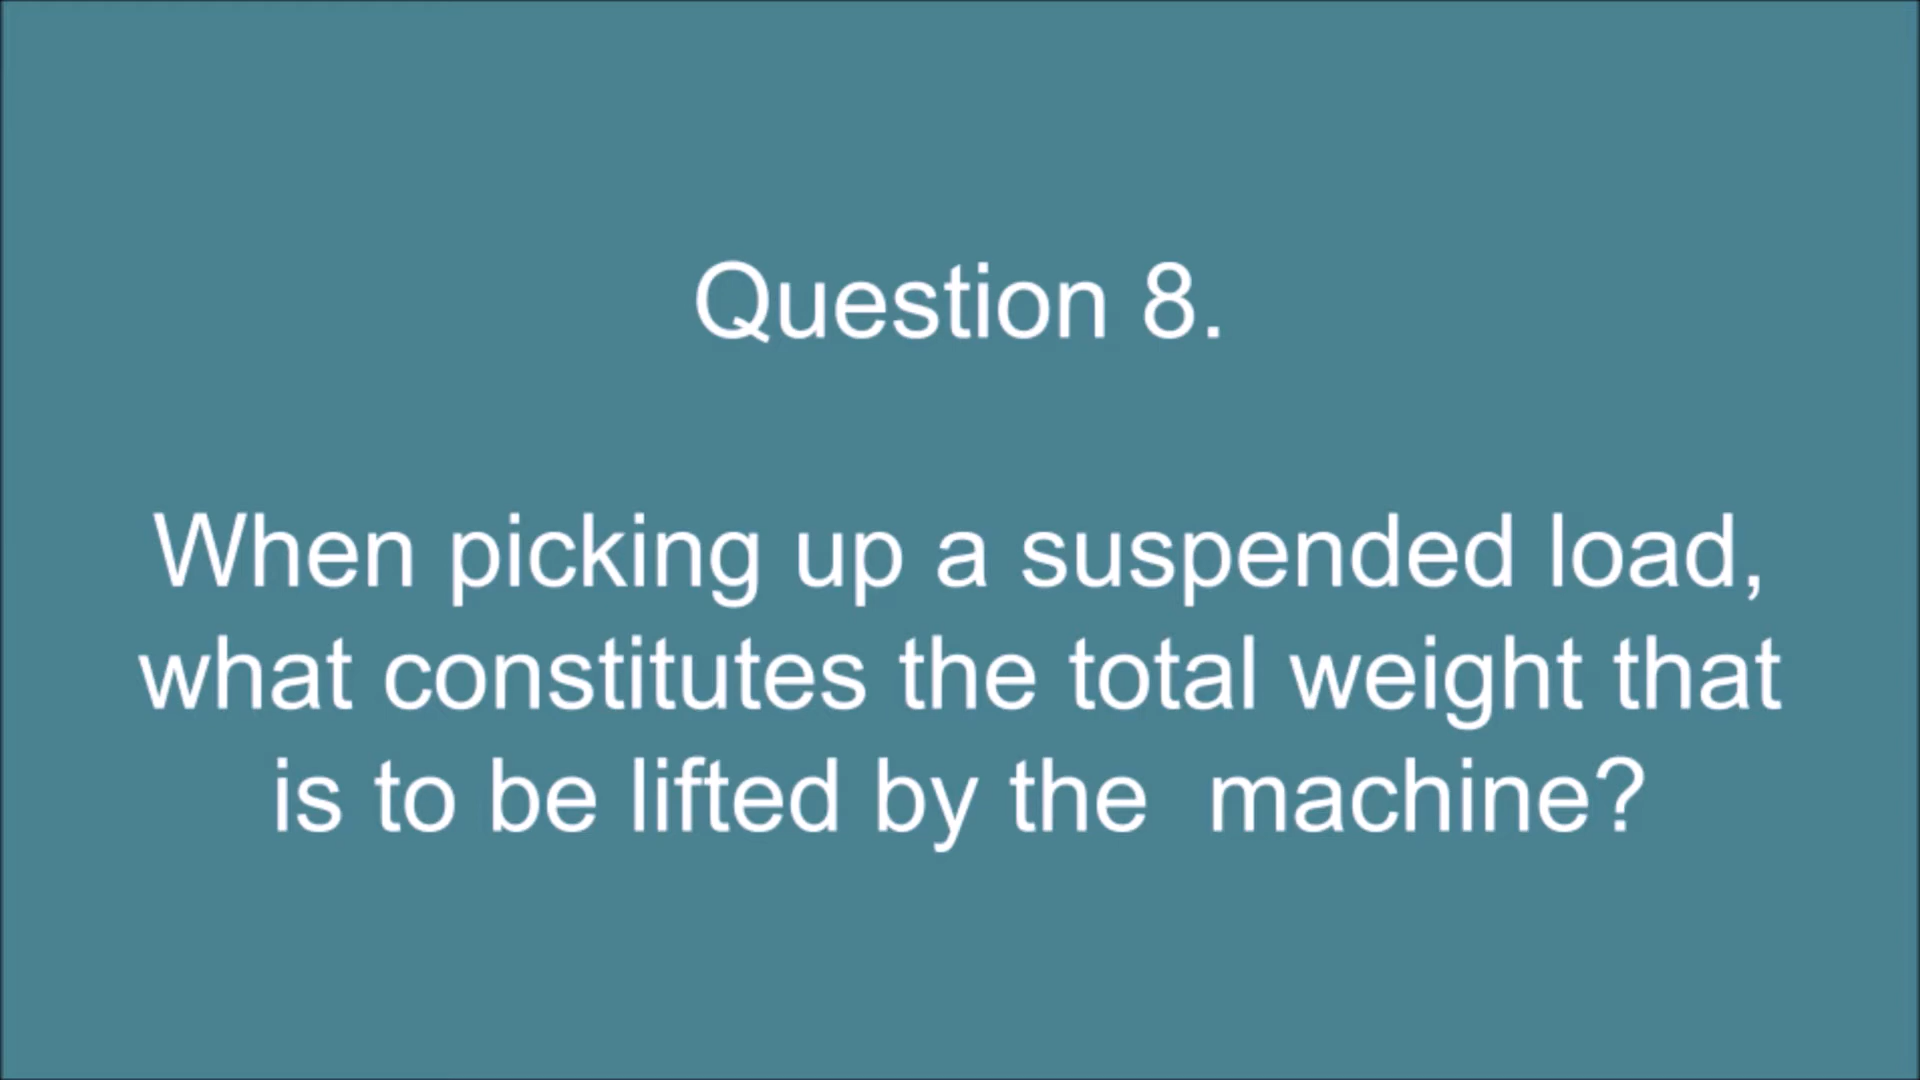 Question 8.
When picking up a suspended load,
what constitutes the total weight that
is to be lifted by the  machine?